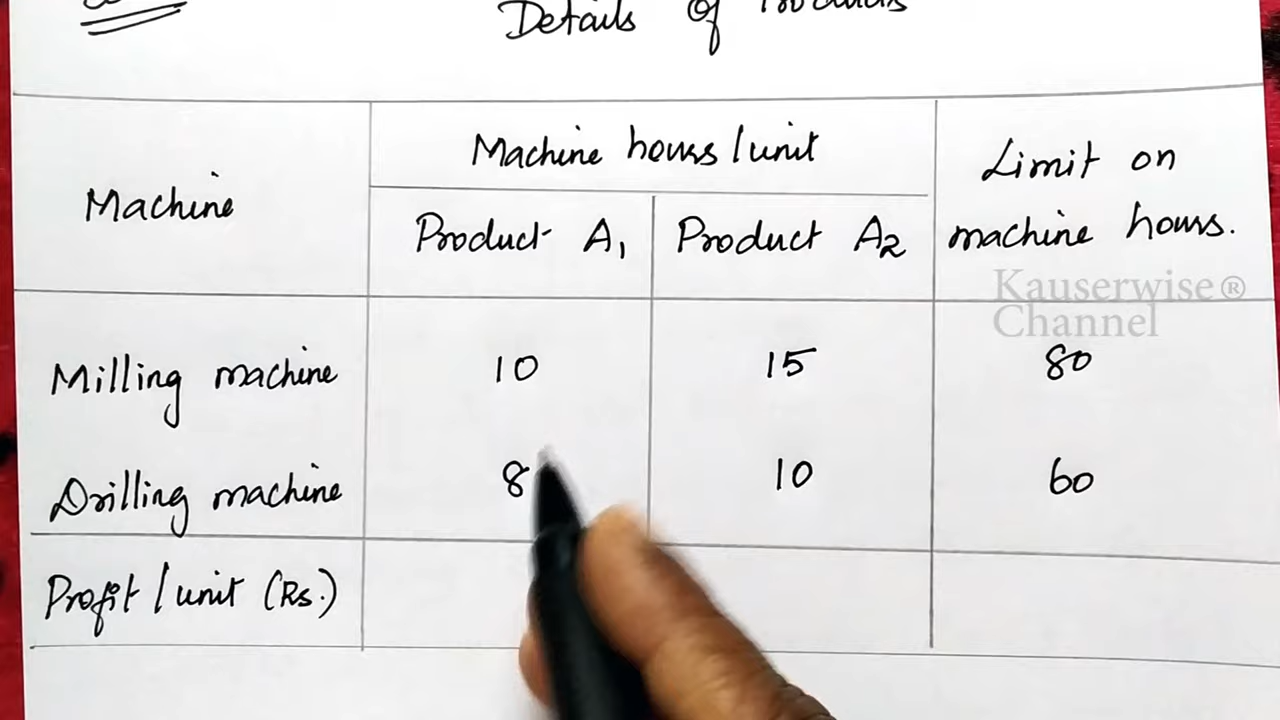 Details of Products
Machine
Machine hours / unit
Limit on
machine hours.
Product A1
Product A2
Kauserwise®
Channel
Milling machine 10 15 80
Drilling machine 8 10 60
Profit / unit (Rs.)